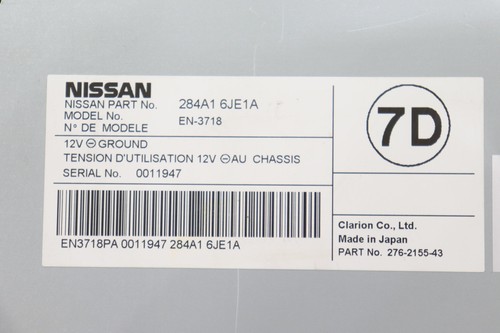 NISSAN
NISSAN PART No. 284A1 6JE1A
MODEL No. EN-3718
N° DE MODELE
7D
12V ⊖ GROUND
TENSION D'UTILISATION 12V ⊖ AU CHASSIS
SERIAL No. 0011947
EN3718PA 0011947 284A1 6JE1A
Clarion Co., Ltd.
Made in Japan
PART No. 276-2155-43